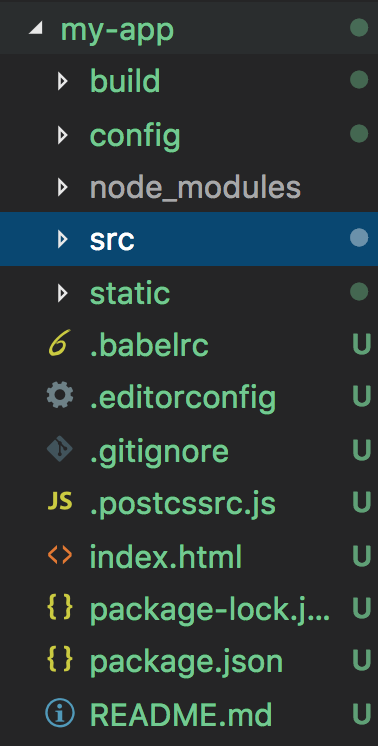 my-app
build
config
node_modules
src
static
.babelrc U
.editorconfig U
.gitignore U
JS .postcssrc.js U
<> index.html U
{ } package-lock.j... U
{ } package.json U
i README.md U